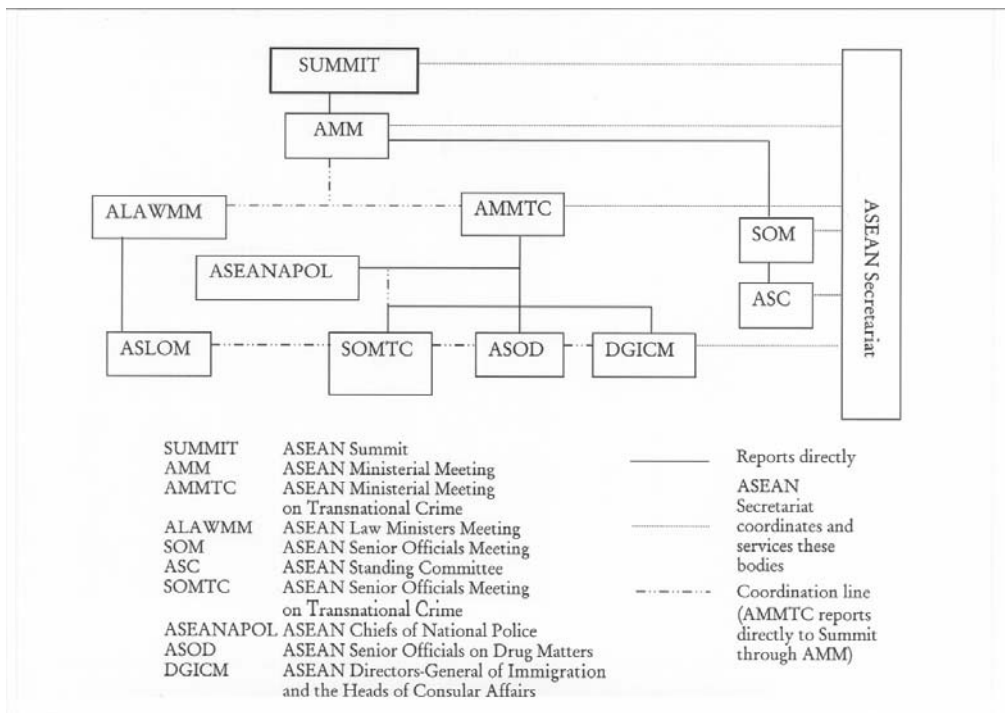 SUMMIT
AMM
ALAWMM
AMMTC
SOM
ASEANAPOL
ASC
ASLOM
SOMTC
ASOD
DGICM
ASEAN Secretariat
SUMMIT ASEAN Summit
AMM ASEAN Ministerial Meeting
AMMTC ASEAN Ministerial Meeting
on Transnational Crime
ALAWMM ASEAN Law Ministers Meeting
SOM ASEAN Senior Officials Meeting
ASC ASEAN Standing Committee
SOMTC ASEAN Senior Officials Meeting
on Transnational Crime
ASEANAPOL ASEAN Chiefs of National Police
ASOD ASEAN Senior Officials on Drug Matters
DGICM ASEAN Directors-General of Immigration
and the Heads of Consular Affairs
Reports directly
ASEAN
Secretariat
coordinates and
services these
bodies
Coordination line
(AMMTC reports
directly to Summit
through AMM)